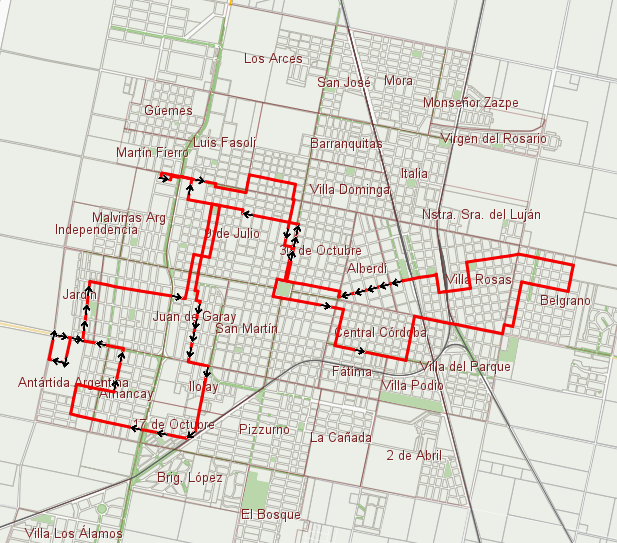 Los Arces
San José
Mora
Monseñor Zazpe
Güemes
Virgen del Rosario
Luis Fasoli
Barranquitas
Martín Fierro
Italia
Villa Dominga
Malvinas Arg
Nstra. Sra. del Luján
Independencia
9 de Julio
de Octubre
Alberdi
Villa Rosas
Jardín
Belgrano
Juan de Garay
San Martín
Central Córdoba
Fátima
Villa del Parque
Antártida Argentina
Villa Podio
Amancay
Iloray
17 de Octubre
Pizzurno
La Cañada
2 de Abril
Brig. López
El Bosque
Villa Los Álamos